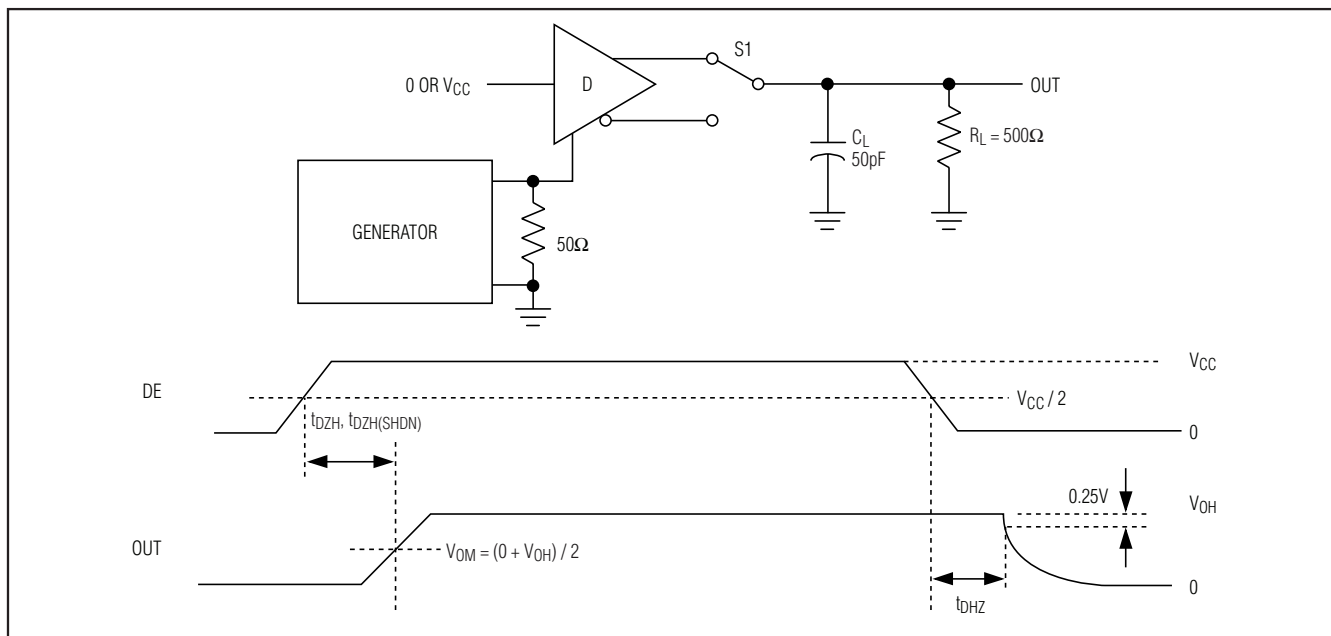 S1
0 OR VCC
D
OUT
CL
50pF
RL = 500Ω
GENERATOR
50Ω
VCC
DE
VCC / 2
tDZH, tDZH(SHDN)
0
0.25V
VOH
OUT
VOM = (0 + VOH) / 2
0
tDHZ